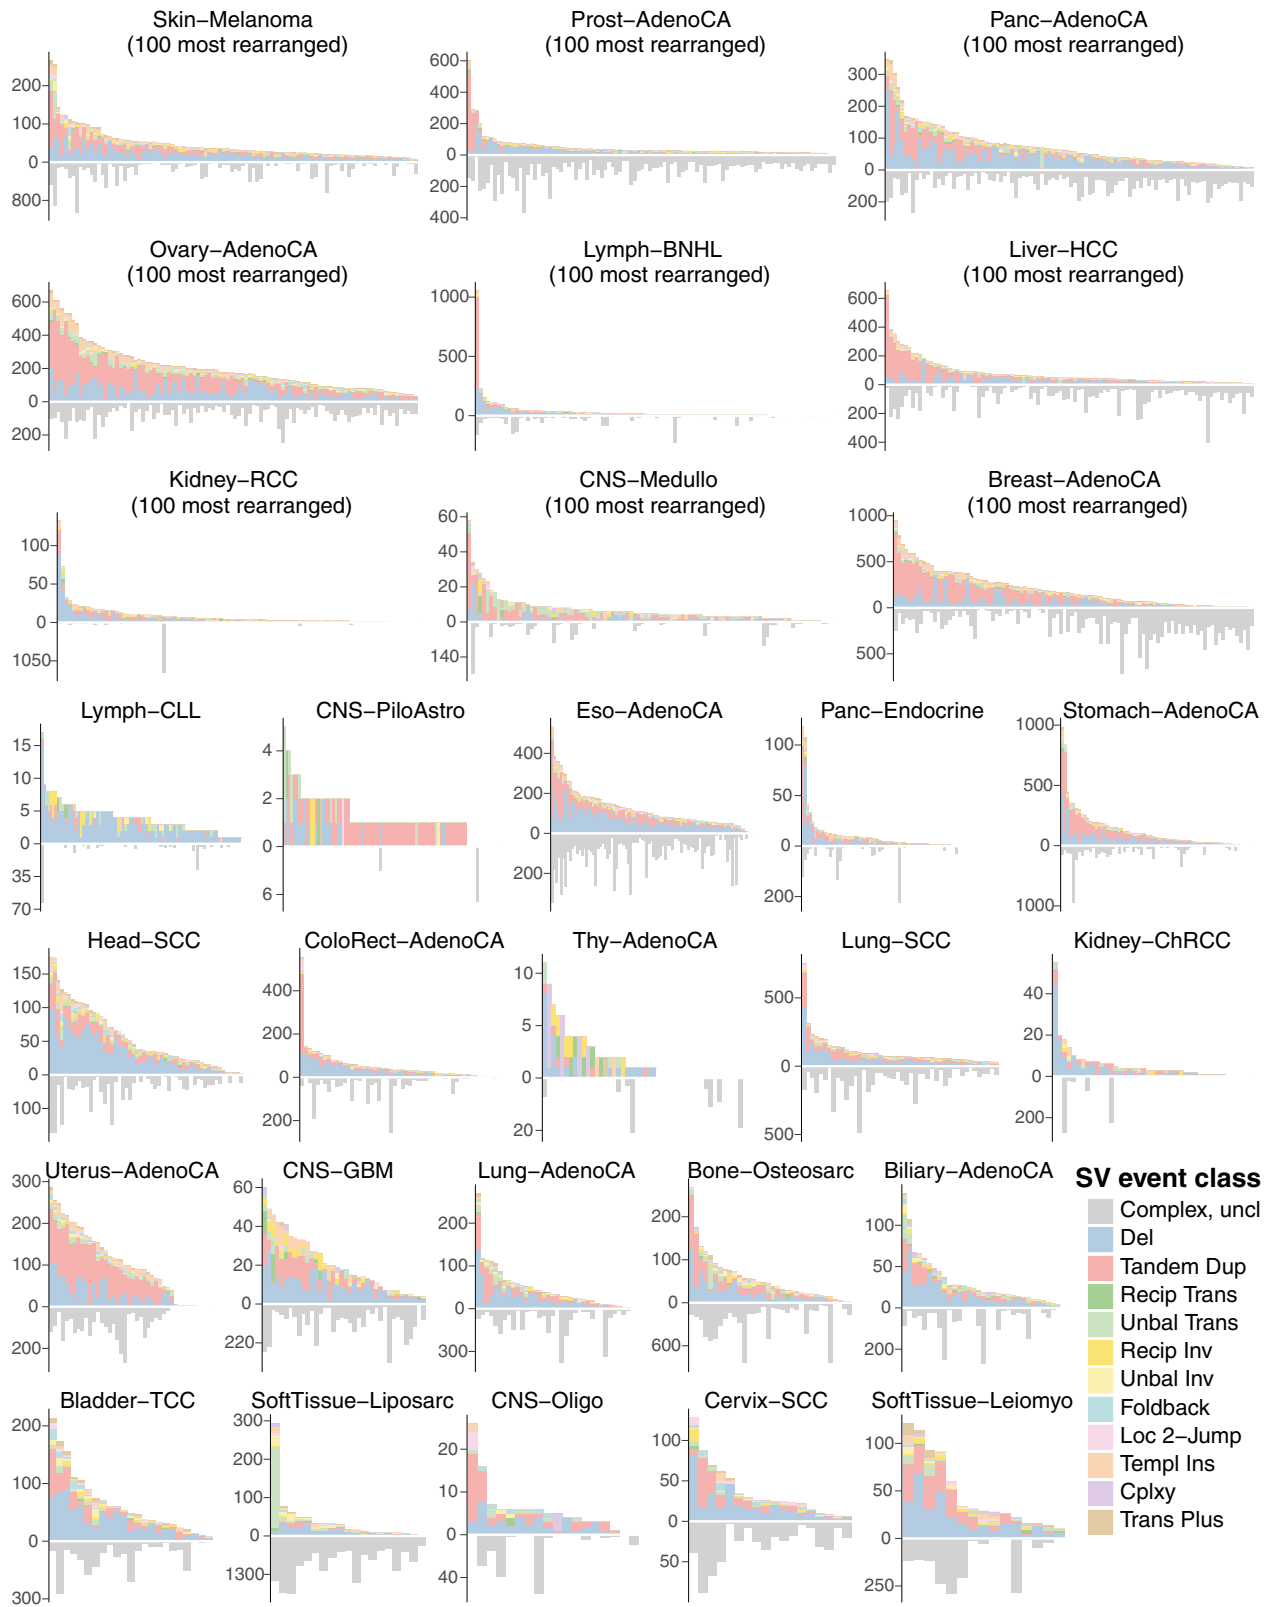 Skin−Melanoma
(100 most rearranged)
200
100
0
800
Prost−AdenoCA
(100 most rearranged)
600
400
200
0
200
400
Panc−AdenoCA
(100 most rearranged)
300
200
100
0
200
Ovary−AdenoCA
(100 most rearranged)
600
400
200
0
200
Lymph−BNHL
(100 most rearranged)
1000
500
0
Liver−HCC
(100 most rearranged)
600
400
200
0
200
400
Kidney−RCC
(100 most rearranged)
100
50
0
1050
CNS−Medullo
(100 most rearranged)
60
40
20
0
140
Breast−AdenoCA
(100 most rearranged)
1000
500
0
500
Lymph−CLL
15
10
5
0
35
70
CNS−PiloAstro
4
2
0
6
Eso−AdenoCA
400
200
0
200
Panc−Endocrine
100
50
0
200
Stomach−AdenoCA
1000
500
0
1000
Head−SCC
150
100
50
0
100
ColoRect−AdenoCA
400
200
0
200
Thy−AdenoCA
10
5
0
20
Lung−SCC
500
0
500
Kidney−ChRCC
40
20
0
200
Uterus−AdenoCA
300
200
100
0
200
CNS−GBM
60
40
20
0
220
Lung−AdenoCA
200
100
0
300
Bone−Osteosarc
200
100
0
600
Biliary−AdenoCA
100
50
0
200
SV event class
Complex, uncl
Del
Tandem Dup
Recip Trans
Unbal Trans
Recip Inv
Unbal Inv
Foldback
Loc 2−Jump
Templ Ins
Cplxy
Trans Plus
Bladder−TCC
200
100
0
300
SoftTissue−Liposarc
300
100
0
1300
CNS−Oligo
20
10
0
40
Cervix−SCC
100
50
0
50
SoftTissue−Leiomyo
100
50
0
250